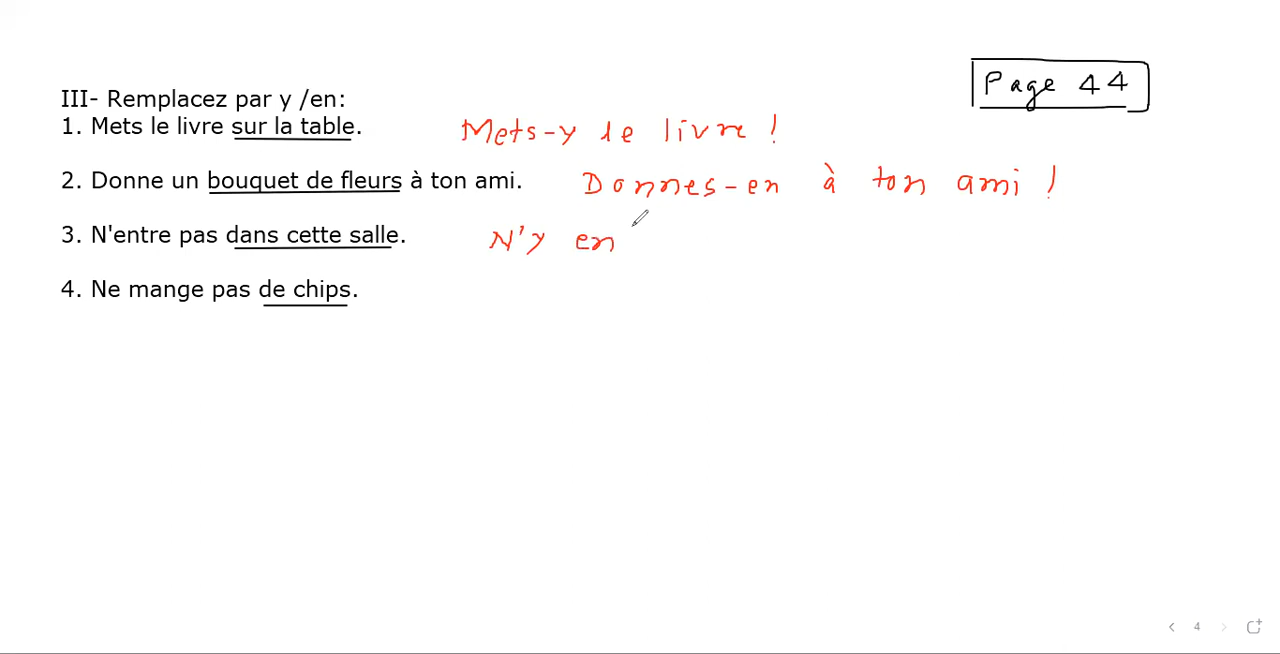 Page 44
III- Remplacez par y /en:
1. Mets le livre sur la table. Mets-y le livre !
2. Donne un bouquet de fleurs à ton ami. Donnes-en à ton ami !
3. N'entre pas dans cette salle. N'y en
4. Ne mange pas de chips.
4